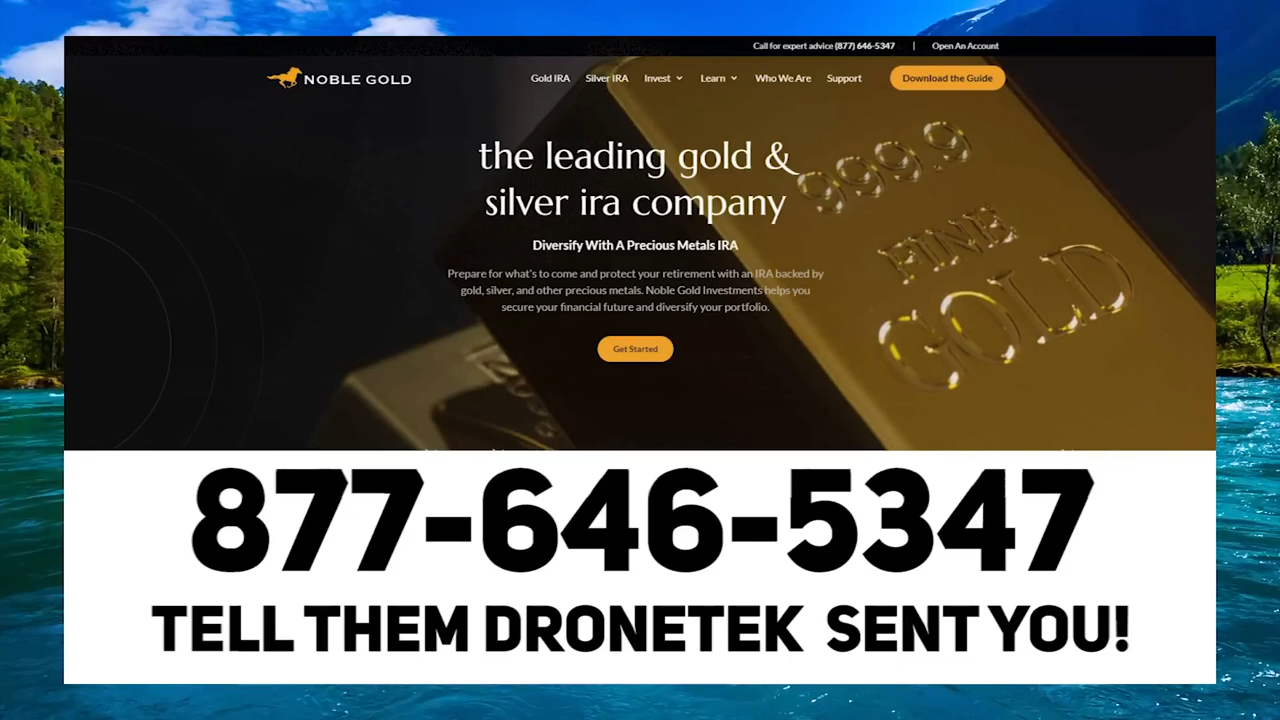 Call for expert advice (877) 646-5347 | Open An Account
NOBLE GOLD
Gold IRA Silver IRA Invest Learn Who We Are Support Download the Guide
999.9
FINE
GOLD
the leading gold &
silver ira company
Diversify With A Precious Metals IRA
Prepare for what's to come and protect your retirement with an IRA backed by
gold, silver, and other precious metals. Noble Gold Investments helps you
secure your financial future and diversify your portfolio.
Get Started
877-646-5347
TELL THEM DRONETEK SENT YOU!